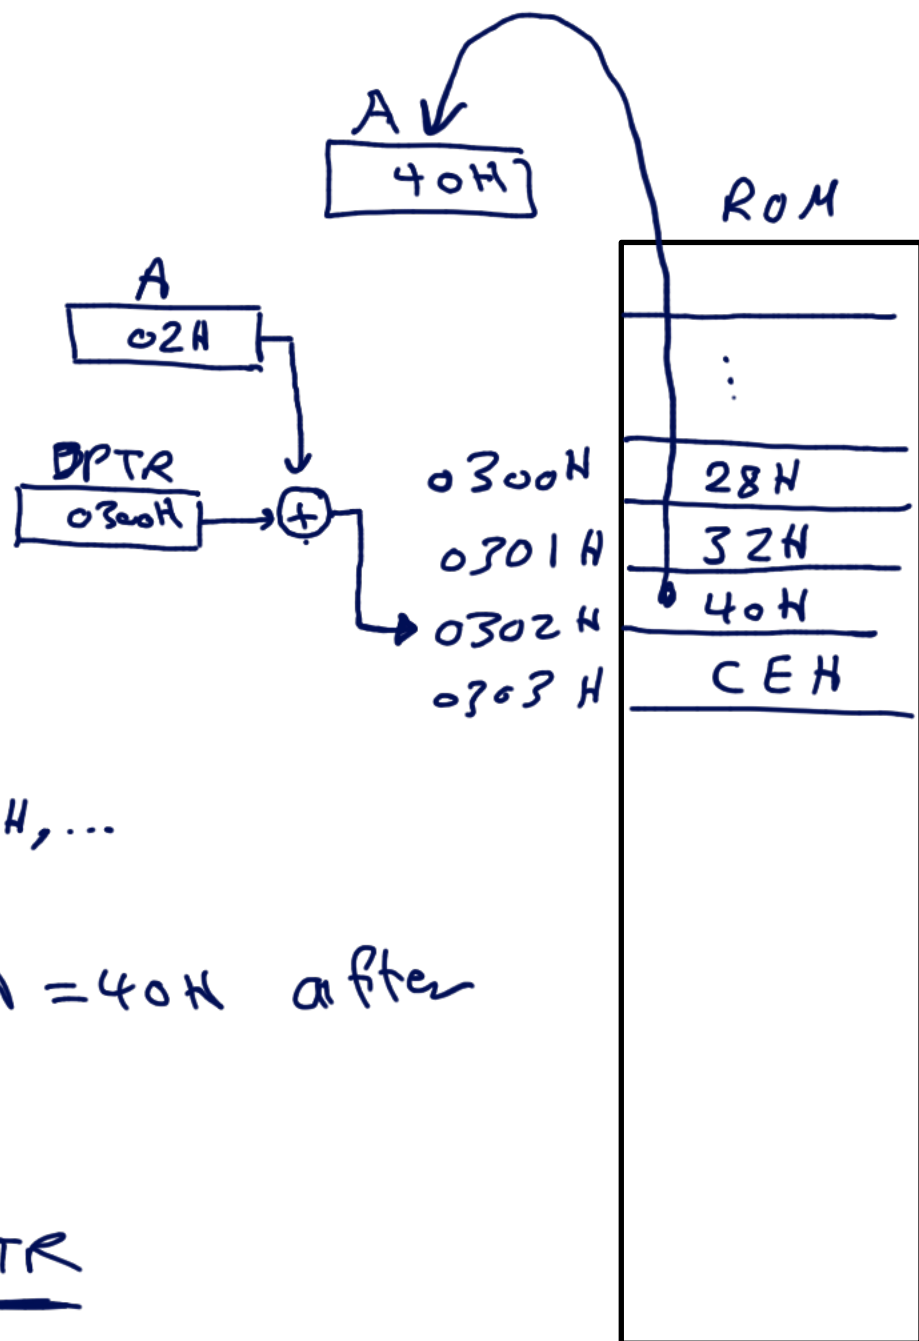 A
40H
ROM
A
02H
DPTR
0300H
+
0300H 28H
0301H 32H
0302H 40H
0303H CEH
H, ...
= 40H after
TR